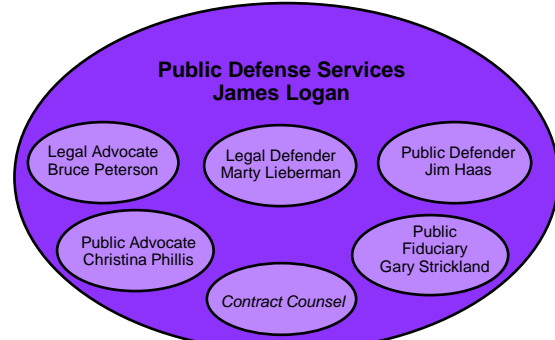 Public Defense Services
James Logan
Legal Advocate
Bruce Peterson
Legal Defender
Marty Lieberman
Public Defender
Jim Haas
Public Advocate
Christina Phillis
Public
Fiduciary
Gary Strickland
Contract Counsel